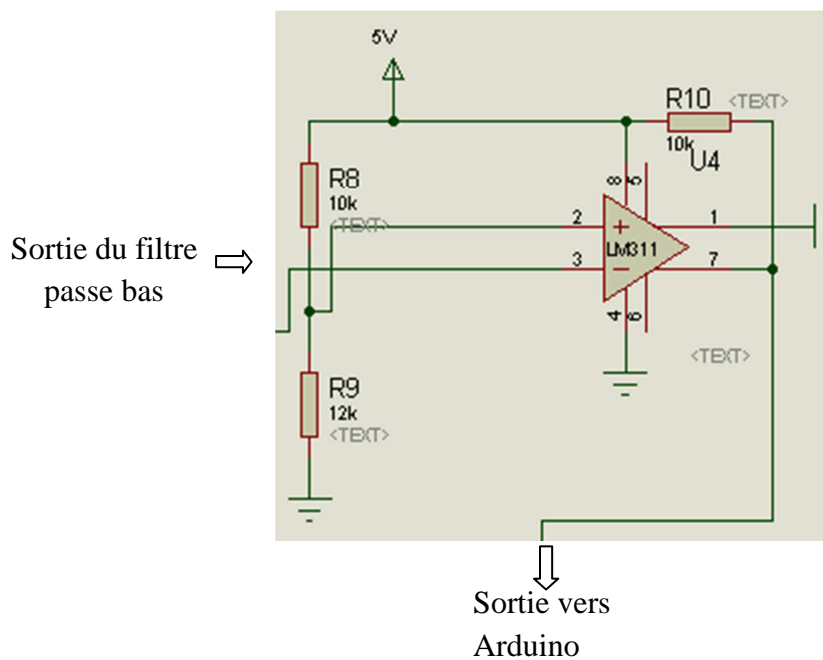 5V
R10 <TEXT>
10k
U4
R8
10k
<TEXT>
8 5
2 + 1
LM311
3 − 7
4 6
<TEXT>
Sortie du filtre
passe bas
R9
12k
<TEXT>
Sortie vers
Arduino